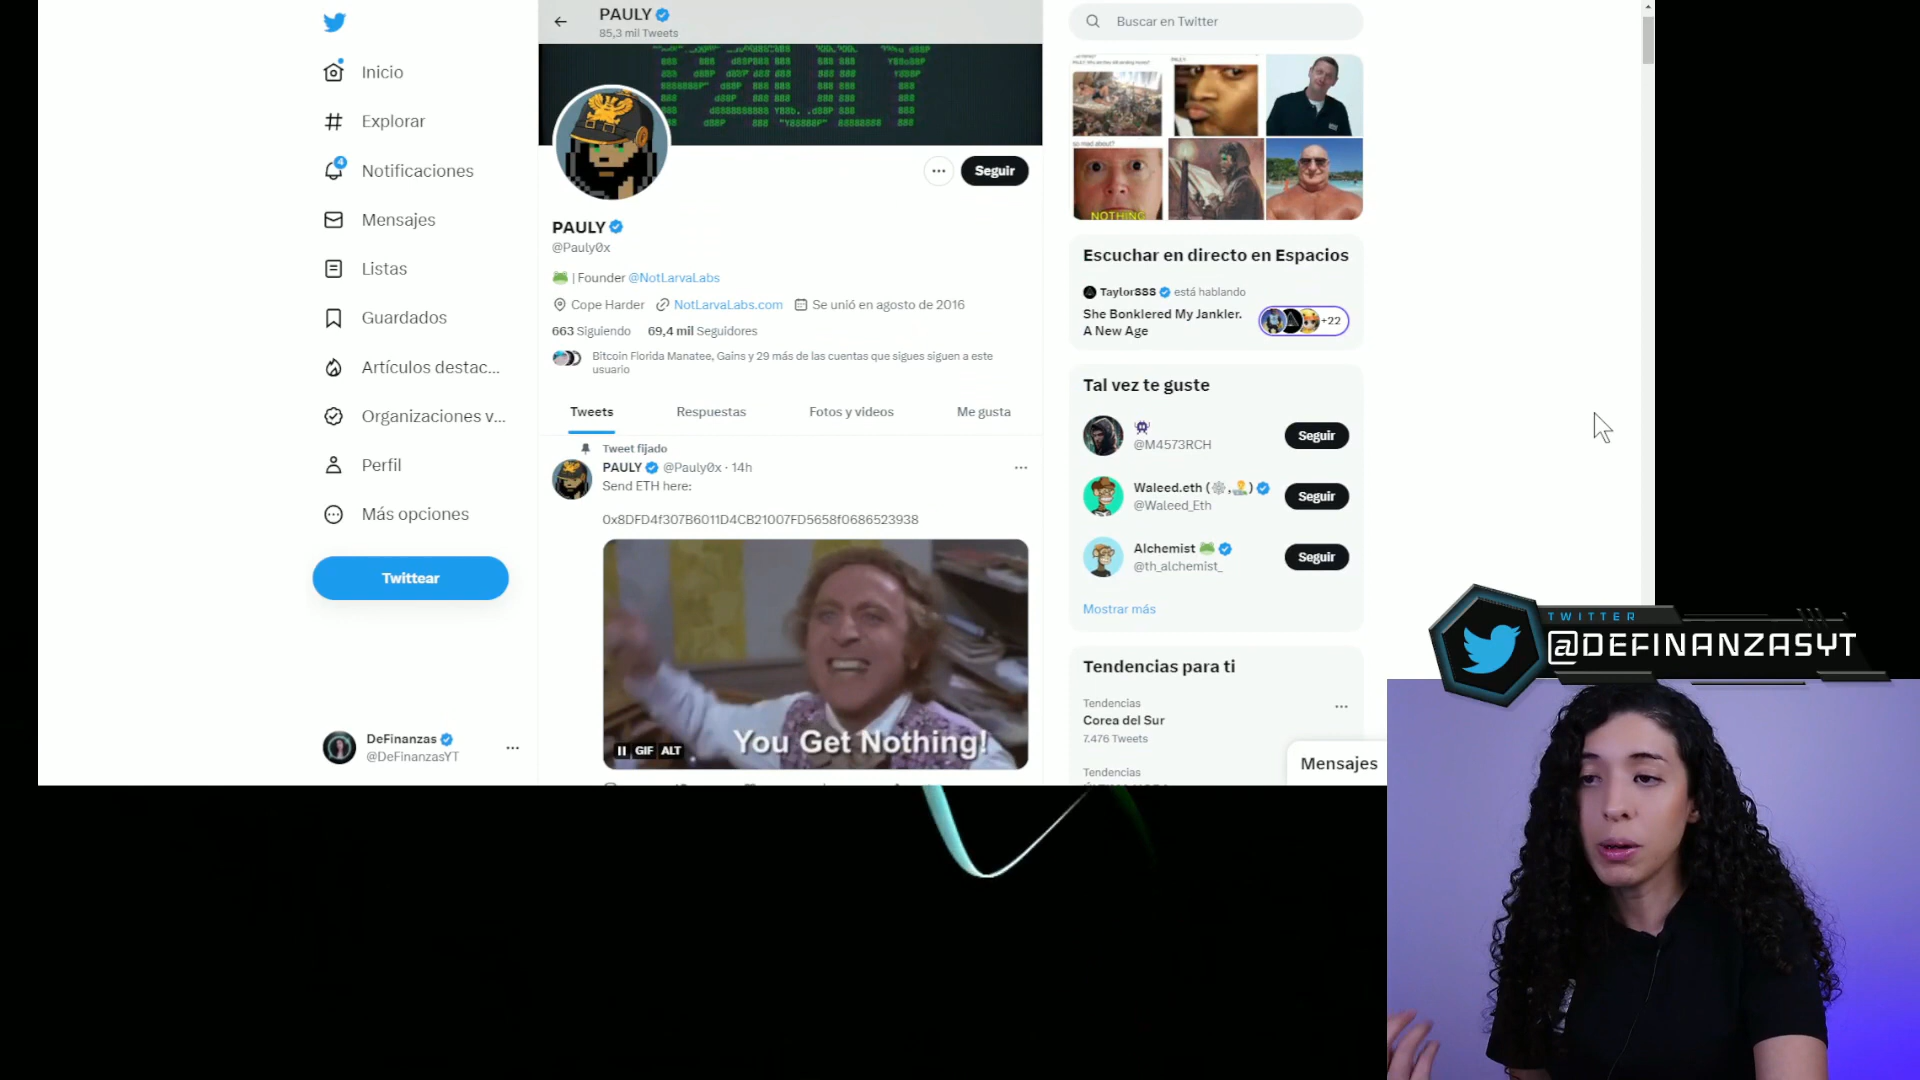 PAULY
85,3 mil Tweets
Buscar en Twitter
Inicio
Explorar
4
Notificaciones
Mensajes
Listas
Guardados
Artículos destac...
Organizaciones v...
Perfil
Más opciones
Twittear
DeFinanzas
@DeFinanzasYT
Seguir
PAULY
@Pauly0x
| Founder @NotLarvaLabs
Cope Harder NotLarvaLabs.com Se unió en agosto de 2016
663 Siguiendo 69,4 mil Seguidores
Bitcoin Florida Manatee, Gains y 29 más de las cuentas que sigues siguen a este
usuario
Tweets Respuestas Fotos y videos Me gusta
Tweet fijado
PAULY @Pauly0x · 14h
Send ETH here:
0x8DFD4f307B6011D4CB21007FD5658f0686523938
You Get Nothing!
GIF ALT
so mad about?
NOTHING
Escuchar en directo en Espacios
Taylor888 está hablando
She Bonklered My Jankler.
A New Age
+22
Tal vez te guste
@M4573RCH
Seguir
Waleed.eth
@Waleed_Eth
Seguir
Alchemist
@th_alchemist_
Seguir
Mostrar más
Tendencias para ti
Tendencias
Corea del Sur
7.476 Tweets
Tendencias
Mensajes
TWITTER
@DEFINANZASYT